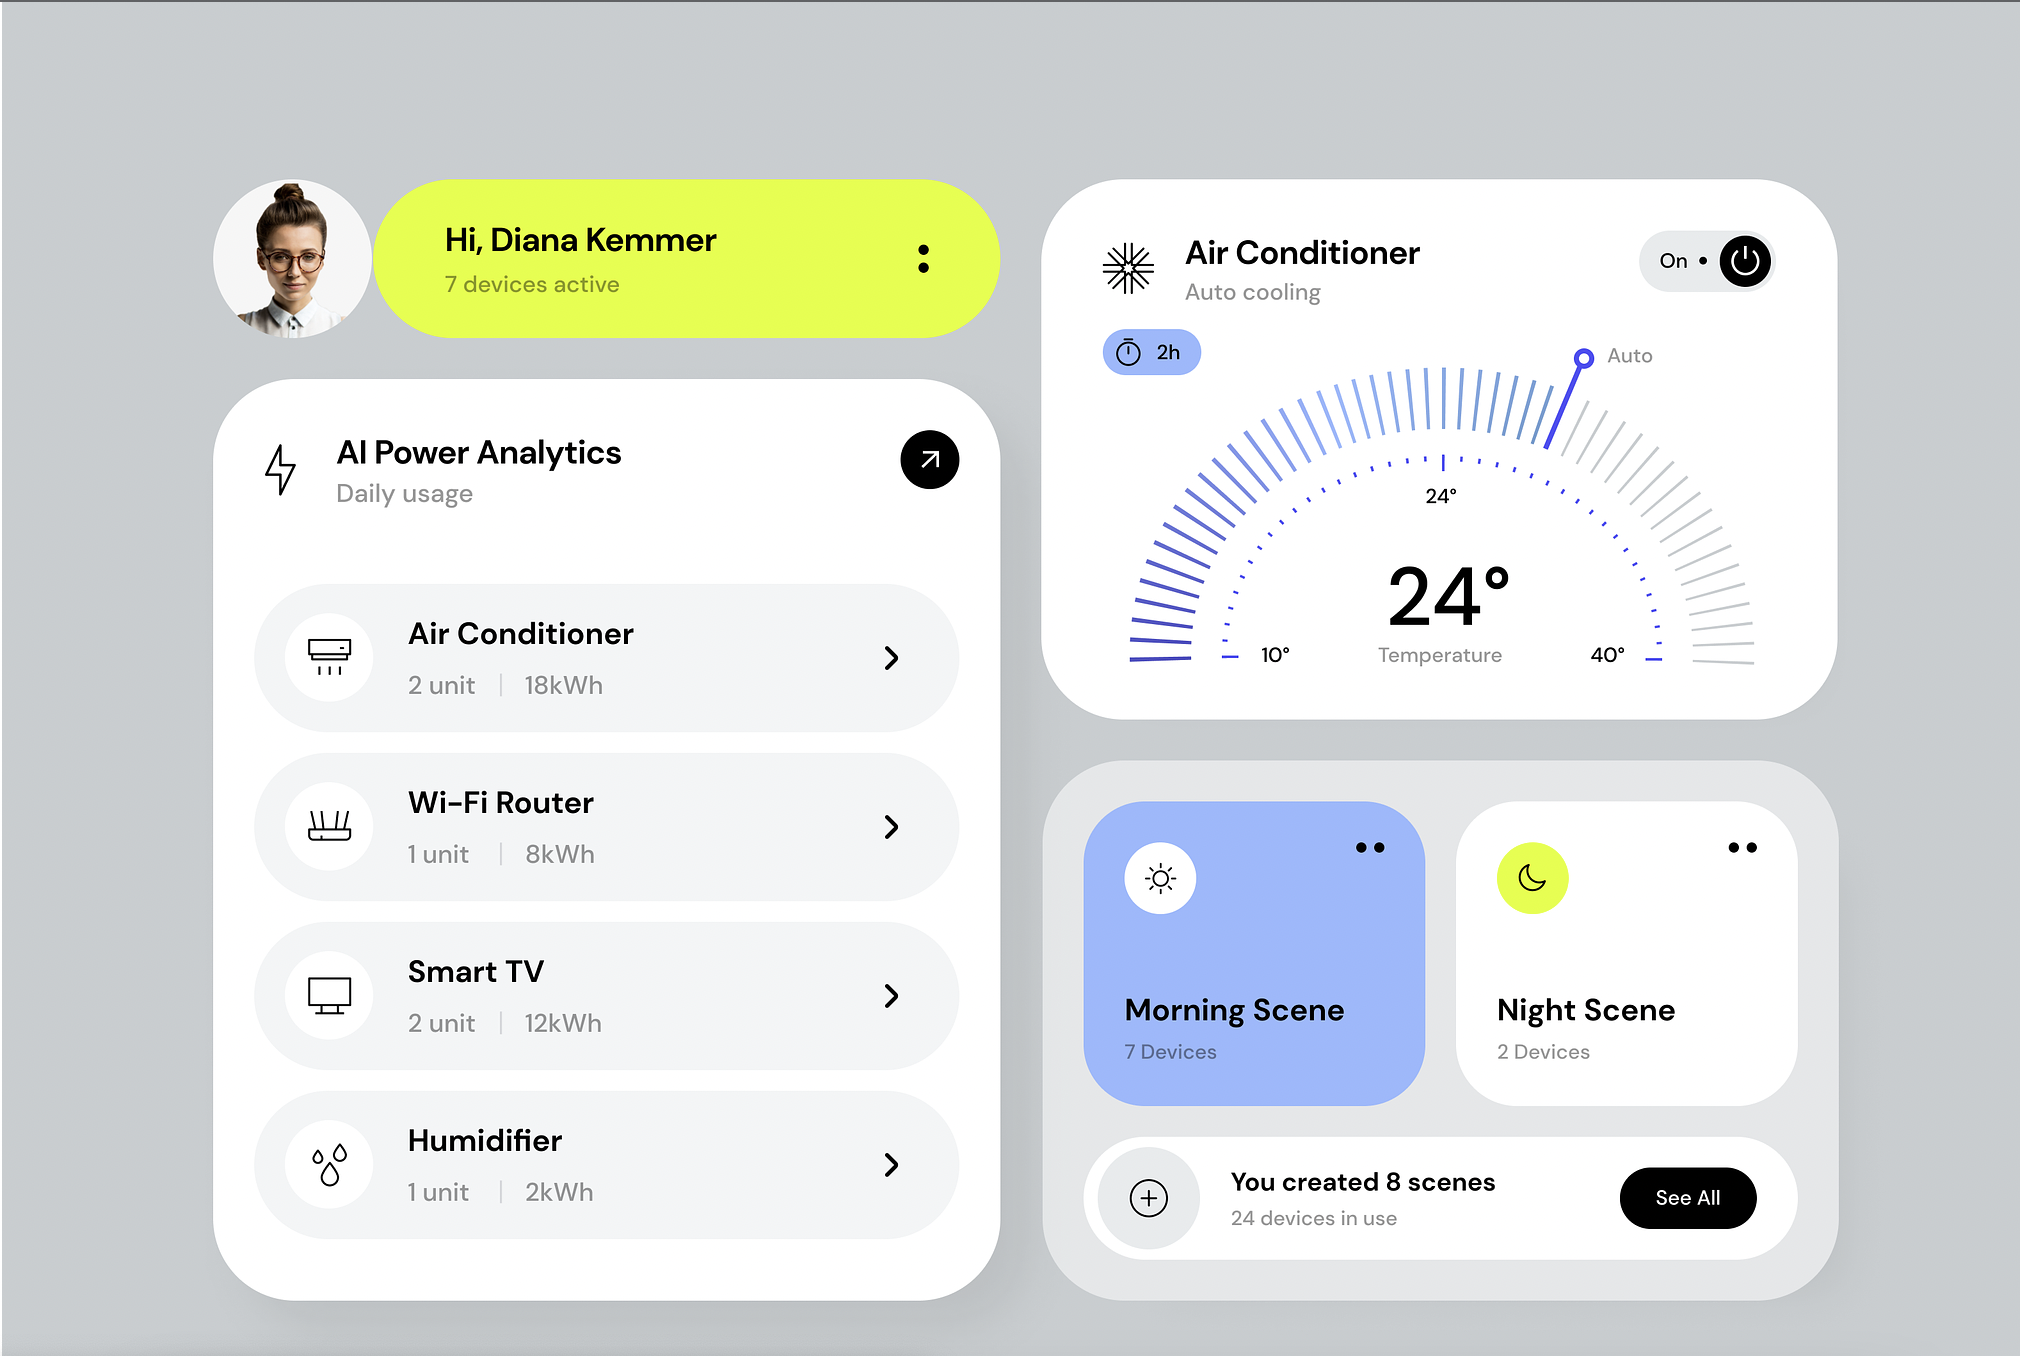 Hi, Diana Kemmer
7 devices active
AI Power Analytics
Daily usage
Air Conditioner
2 unit | 18kWh
Wi-Fi Router
1 unit | 8kWh
Smart TV
2 unit | 12kWh
Humidifier
1 unit | 2kWh
Air Conditioner
Auto cooling
On •
2h
Auto
24°
24°
10°
Temperature
40°
Morning Scene
7 Devices
Night Scene
2 Devices
You created 8 scenes
24 devices in use
See All